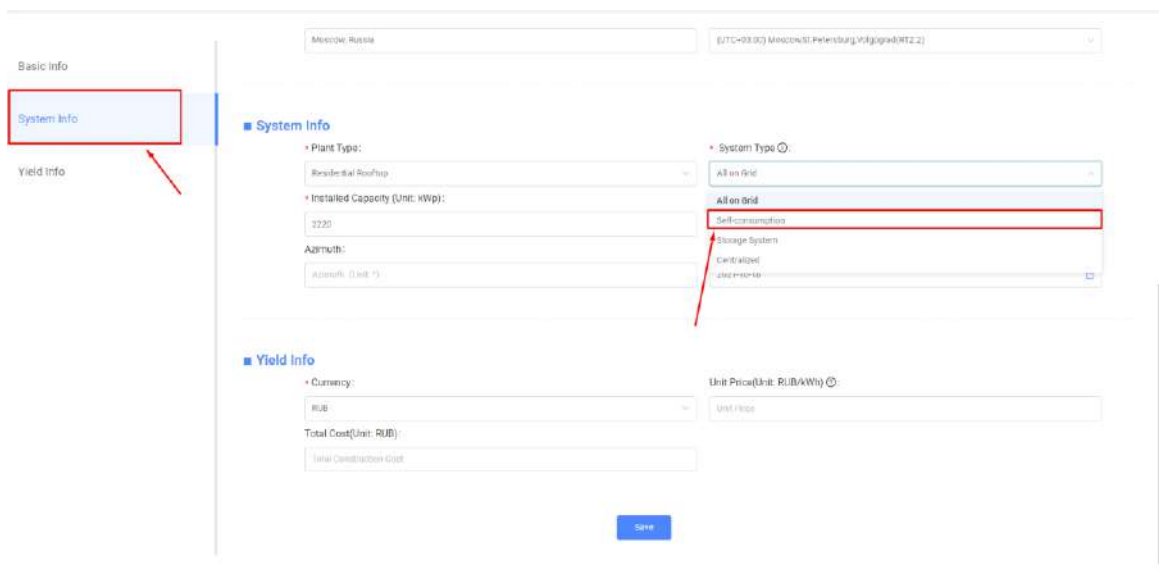 Moscow, Russia
(UTC+03:00) Moscow,St.Petersburg,Volgograd(RTZ 2)
Basic Info
System Info
Yield Info
System Info
* Plant Type:
Residential Rooftop
* System Type ?:
All on Grid
* Installed Capacity (Unit: kWp):
2220
All on Grid
Self-consumption
Storage System
Centralized
Azimuth:
Azimuth (Unit °)
Yield Info
* Currency:
RUB
Unit Price(Unit: RUB/kWh) ?:
Unit Price
Total Cost(Unit: RUB):
Total Construction Cost
Save